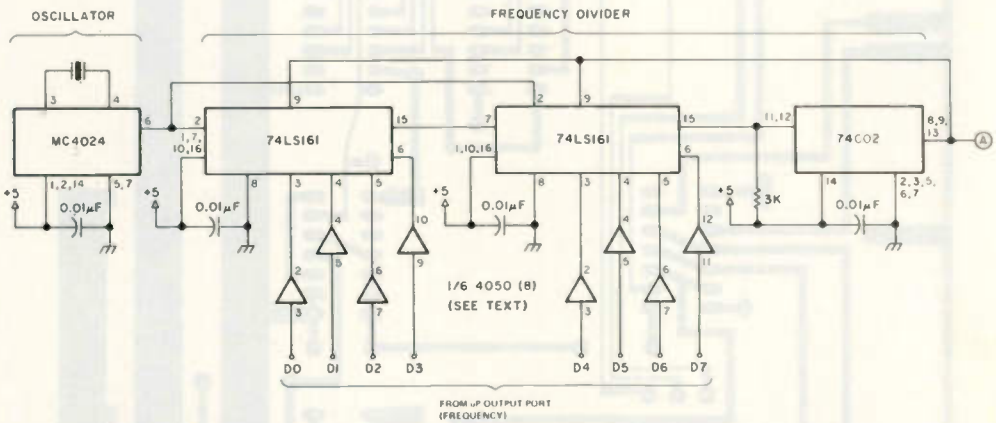 OSCILLATOR
FREQUENCY DIVIDER
3 4
MC4024
6
1,2,14
5,7
+5
0.01µF
9
2
1,7,
10,16
74LS161
15
6
8
3 4 5
+5
0.01µF
2 9
7
1,10,16
74LS161
15
6
8
3 4 5
+5
0.01µF
11,12
74C02
8,9,
13
A
14
2,3,5,
6,7
+5
3K
0.01µF
4 10
5 9
2 6
3 7
1/6 4050 (8)
(SEE TEXT)
4 12
5 11
2 6
3 7
D0 D1 D2 D3 D4 D5 D6 D7
FROM µP OUTPUT PORT
(FREQUENCY)